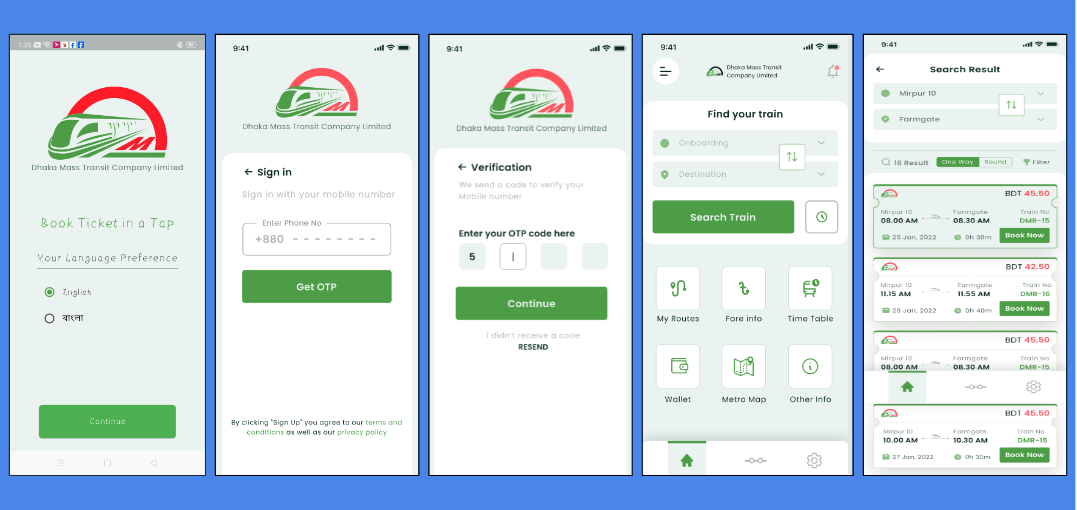 1:35
Dhaka Mass Transit Company Limited
Book Ticket in a Tap
Your Language Preference
English
বাংলা
Continue
9:41
Dhaka Mass Transit Company Limited
Sign in
Sign in with your mobile number
Enter Phone No
+880 - - - - - - - -
Get OTP
By clicking "Sign Up" you agree to our terms and
conditions as well as our privacy policy
9:41
Dhaka Mass Transit Company Limited
Verification
We send a code to verify your
Mobile number
Enter your OTP code here
5
Continue
I didn't receive a code
RESEND
9:41
Dhaka Mass Transit
Company Limited
Find your train
Onboarding
Destination
Search Train
My Routes
Fare info
Time Table
Wallet
Metro Map
Other Info
9:41
Search Result
Mirpur 10
Farmgate
16 Result One Way Round Filter
BDT 45.50
Mirpur 10 Farmgate Train No
08.00 AM 08.30 AM DMR-15
25 Jan, 2022 0h 30m Book Now
BDT 42.50
Mirpur 10 Farmgate Train No
11.15 AM 11.55 AM DMR-16
28 Jan, 2022 0h 40m Book Now
BDT 45.50
Mirpur 10 Farmgate Train No
08.00 AM 08.30 AM DMR-15
BDT 45.50
Mirpur 10 Farmgate Train No
10.00 AM 10.30 AM DMR-15
27 Jan, 2022 0h 30m Book Now